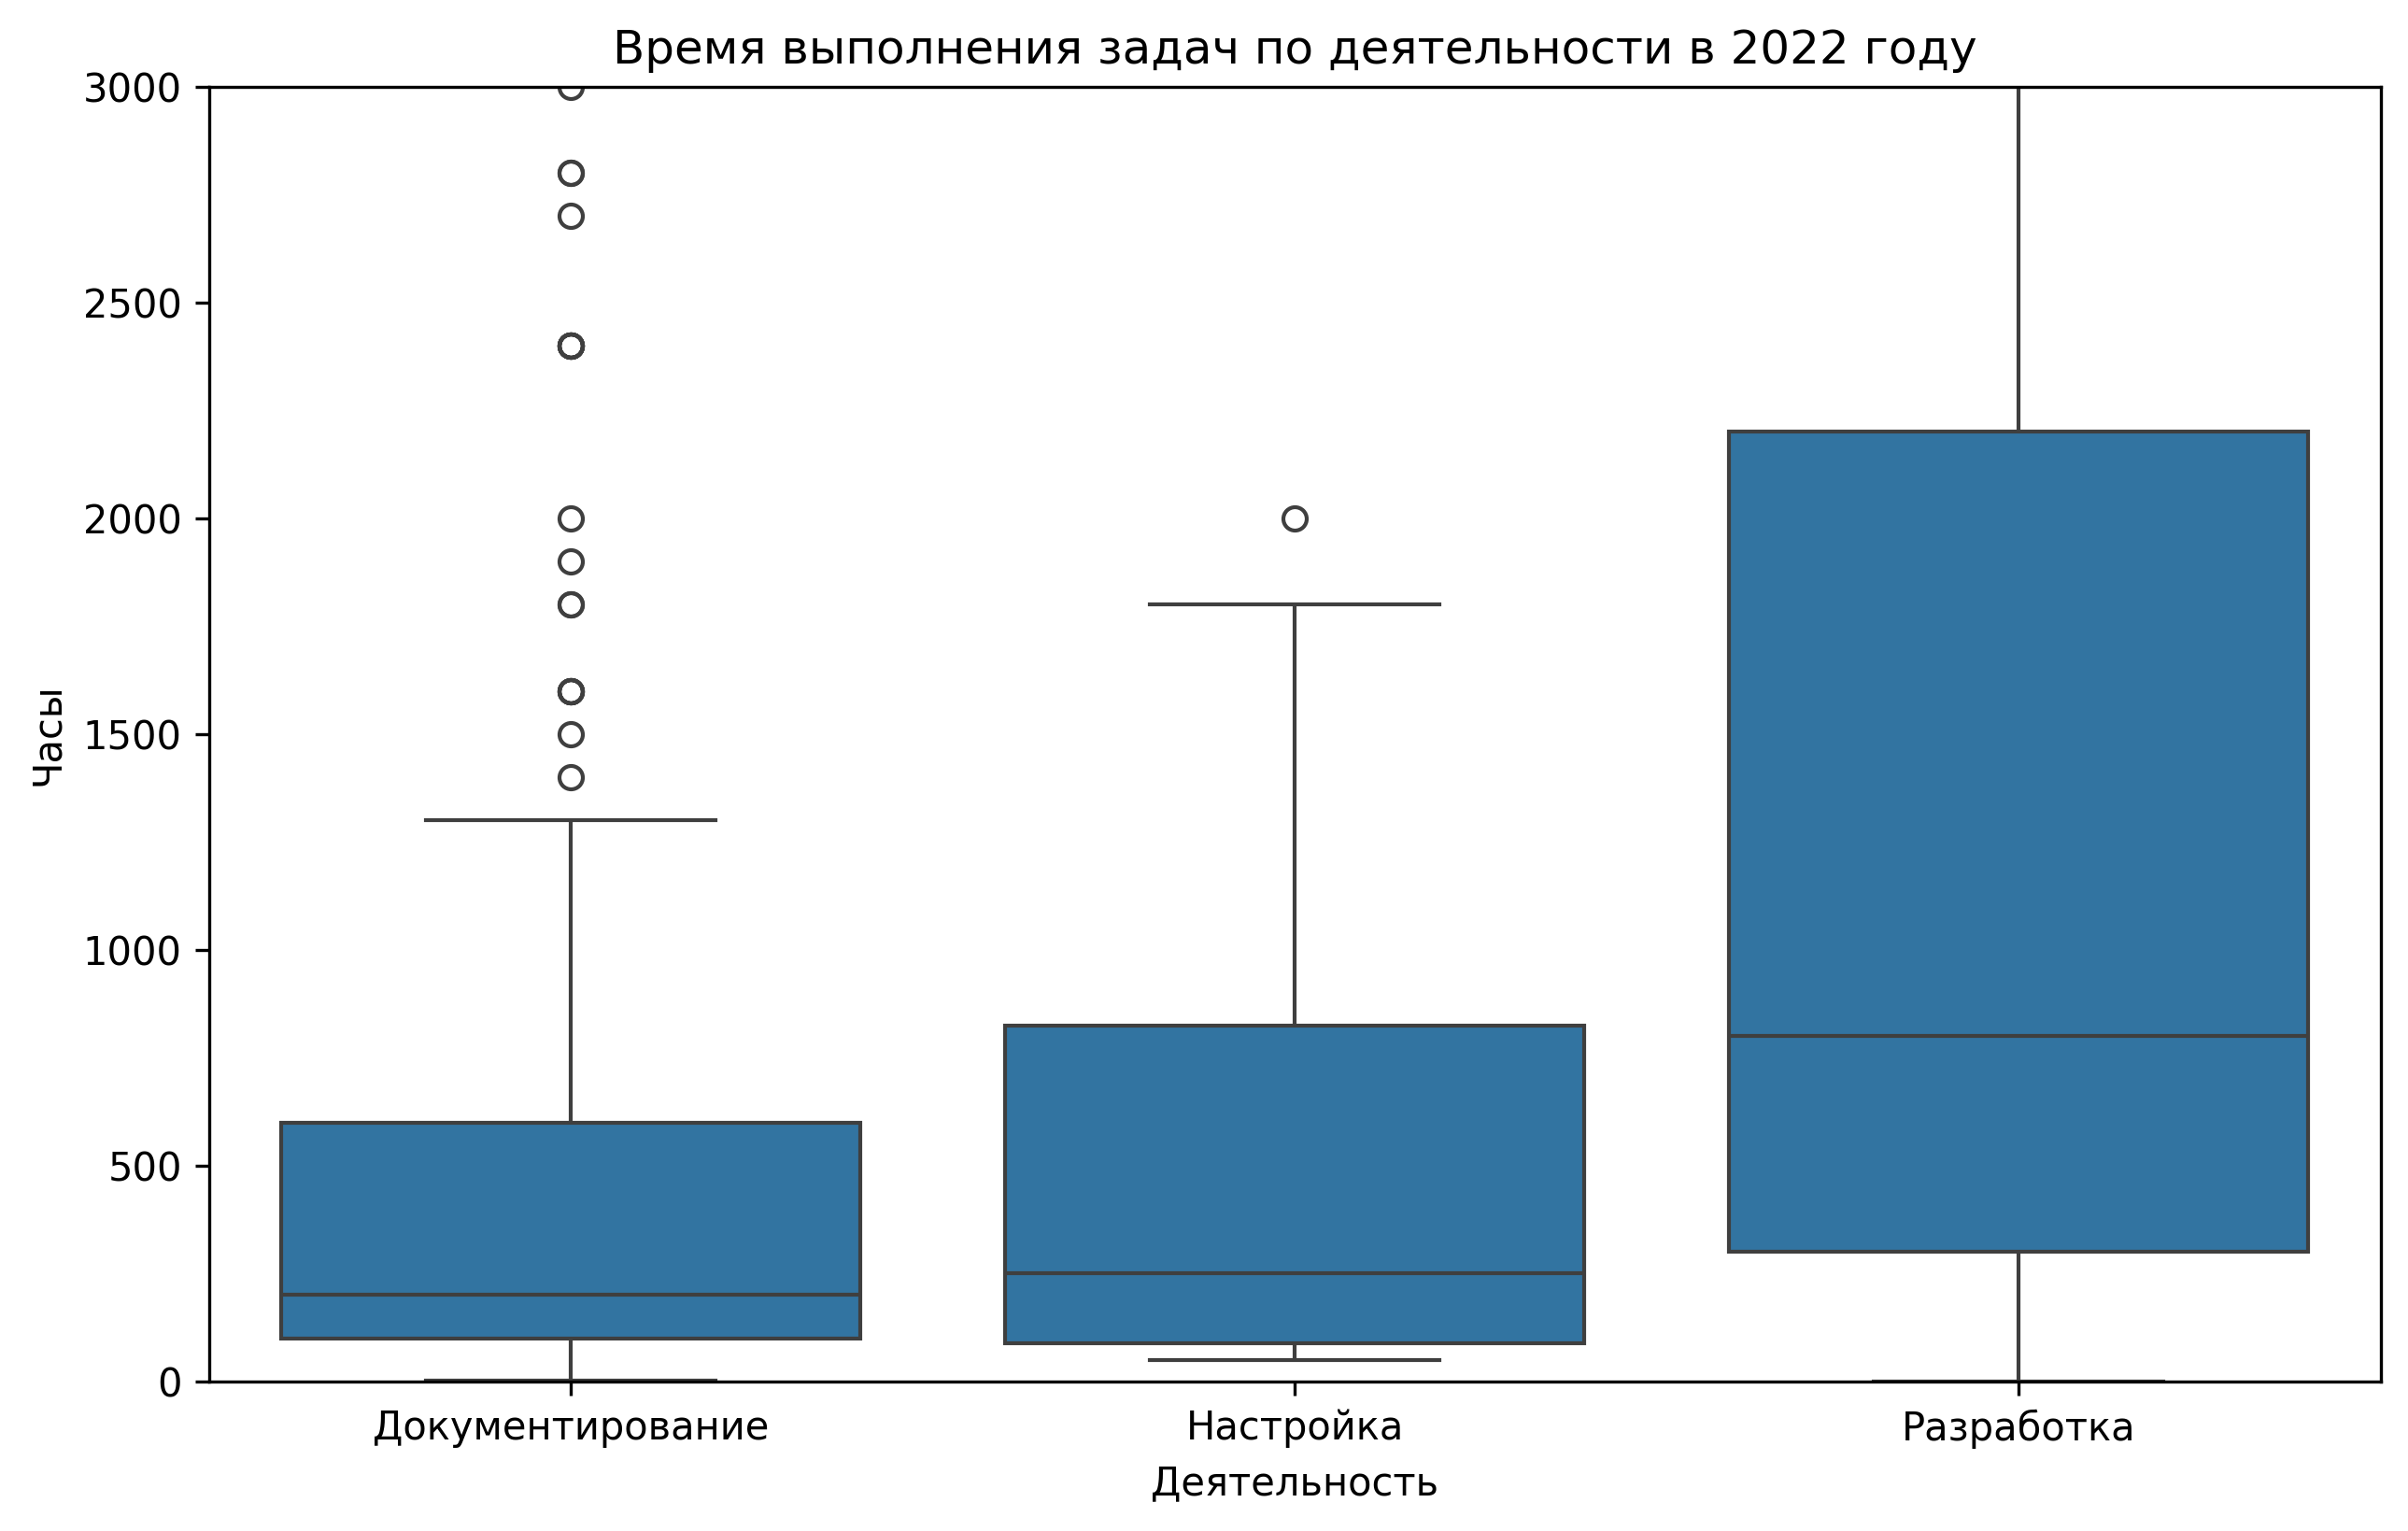 Время выполнения задач по деятельности в 2022 году
3000
2500
2000
1500
1000
500
0
Часы
Документирование
Настройка
Разработка
Деятельность